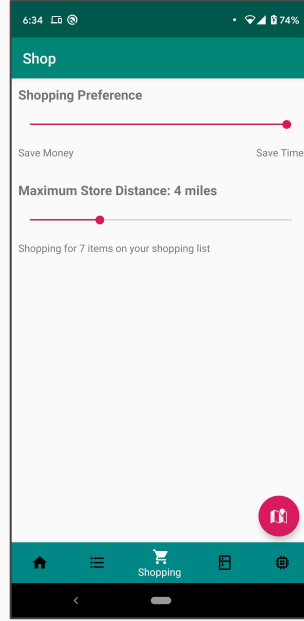 6:34 74%
Shop
Shopping Preference
Save Money Save Time
Maximum Store Distance: 4 miles
Shopping for 7 items on your shopping list
Shopping